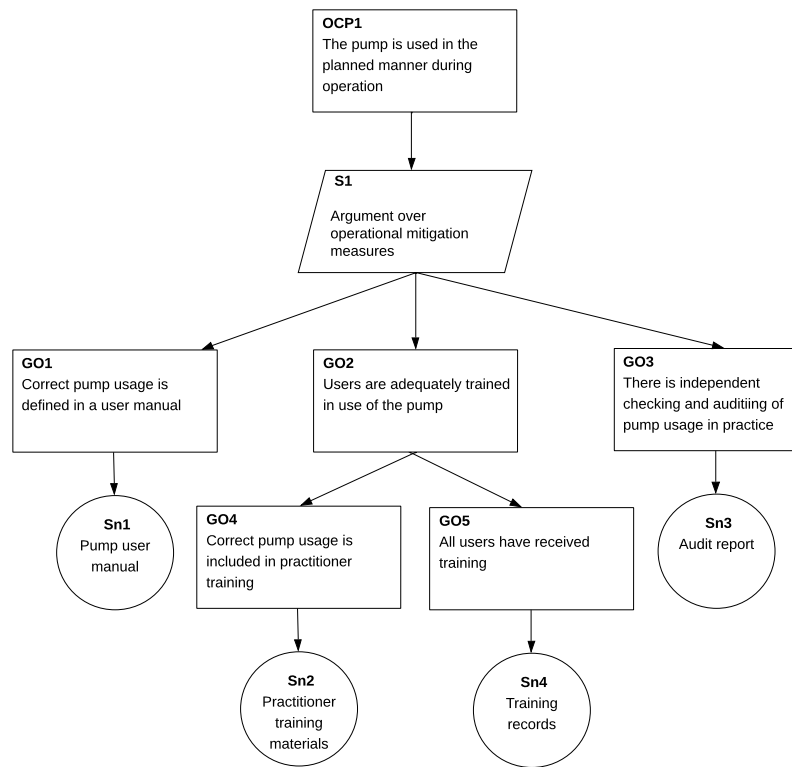 OCP1
The pump is used in the
planned manner during
operation
S1
Argument over
operational mitigation
measures
GO1
Correct pump usage is
defined in a user manual
GO2
Users are adequately trained
in use of the pump
GO3
There is independent
checking and auditiing of
pump usage in practice
Sn1
Pump user
manual
GO4
Correct pump usage is
included in practitioner
training
GO5
All users have received
training
Sn3
Audit report
Sn2
Practitioner
training
materials
Sn4
Training
records